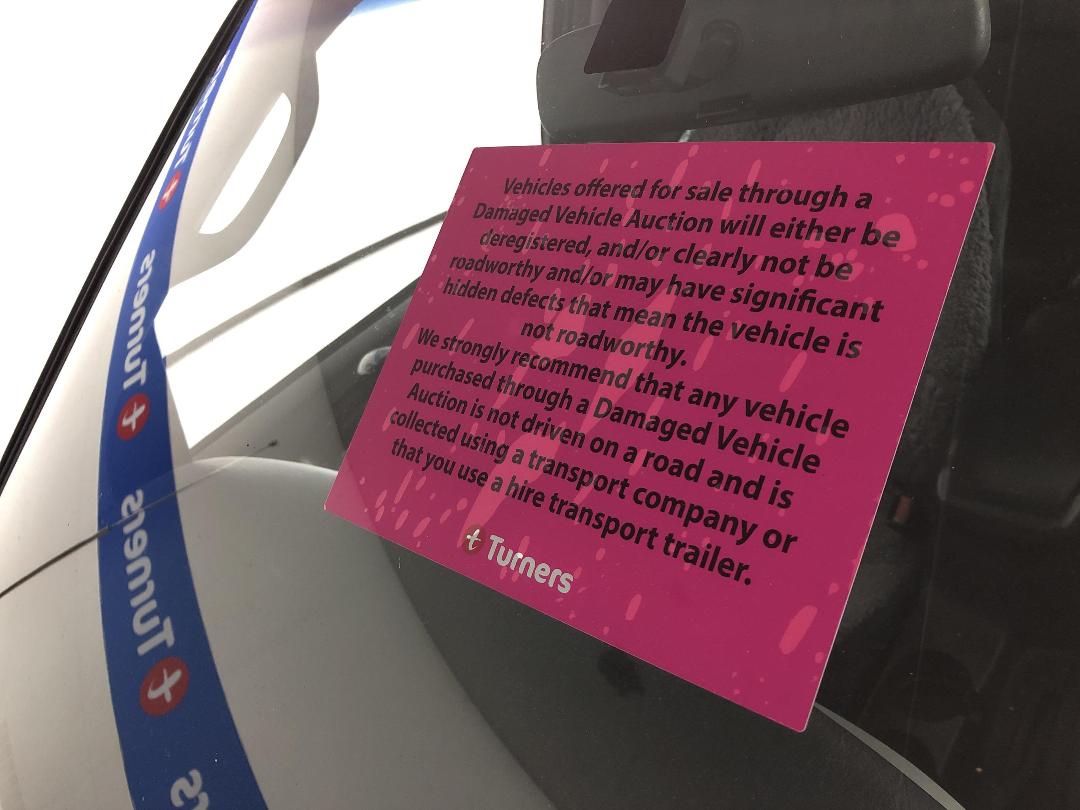 Vehicles offered for sale through a
Damaged Vehicle Auction will either be
deregistered, and/or clearly not be
roadworthy and/or may have significant
hidden defects that mean the vehicle is
not roadworthy.
We strongly recommend that any vehicle
purchased through a Damaged Vehicle
Auction is not driven on a road and is
collected using a transport company or
that you use a hire transport trailer.
Turners
Turners
Turners